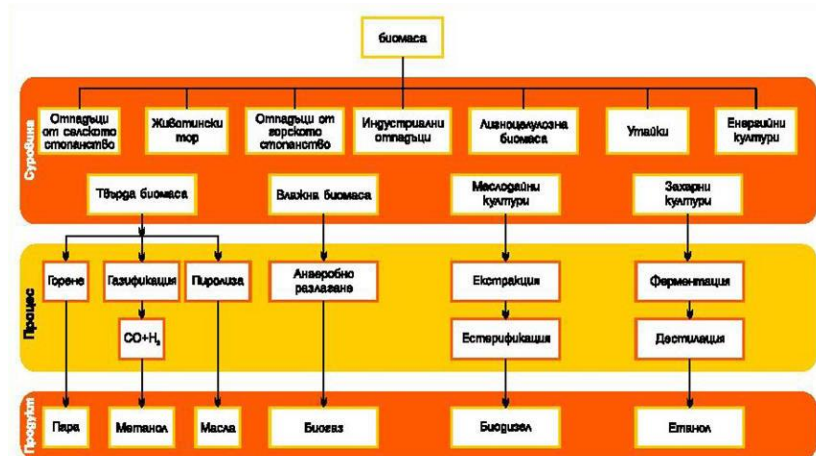 биомаса
Суровина
Отпадъци
от селското
стопанство
Животински
тор
Отпадъци от
горското
стопанство
Индустриални
отпадъци
Лигноцелулозна
биомаса
Утайки
Енергийни
култури
Твърда биомаса
Влажна биомаса
Маслодайни
култури
Захарни
култури
Процес
Горене
Газификация
Пиролиза
Анаеробно
разлагане
Екстракция
Ферментация
CO+H₂
Естерификация
Дестилация
Продукт
Пара
Метанол
Масла
Биогаз
Биодизел
Етанол